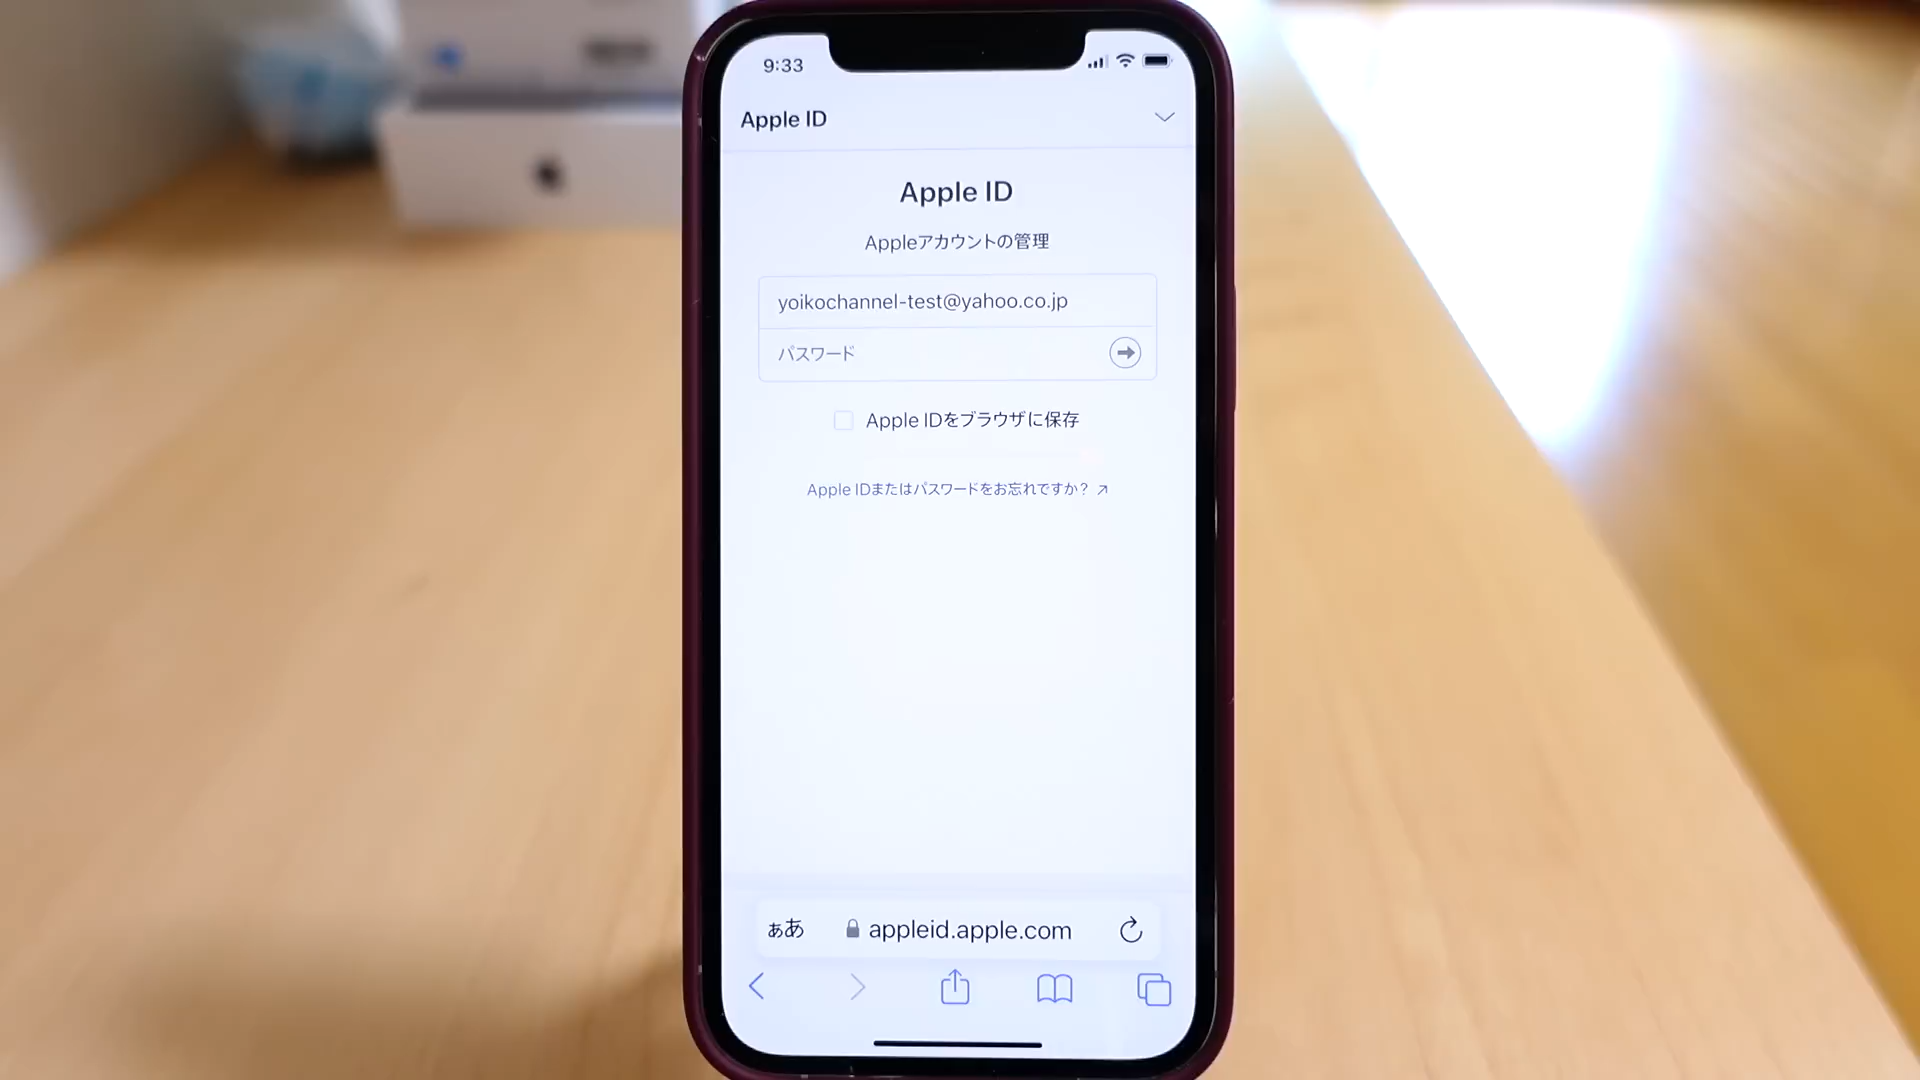 9:33
Apple ID
Apple ID
Appleアカウントの管理
yoikochannel-test@yahoo.co.jp
パスワード
Apple IDをブラウザに保存
Apple IDまたはパスワードをお忘れですか？ ↗
ぁあ appleid.apple.com